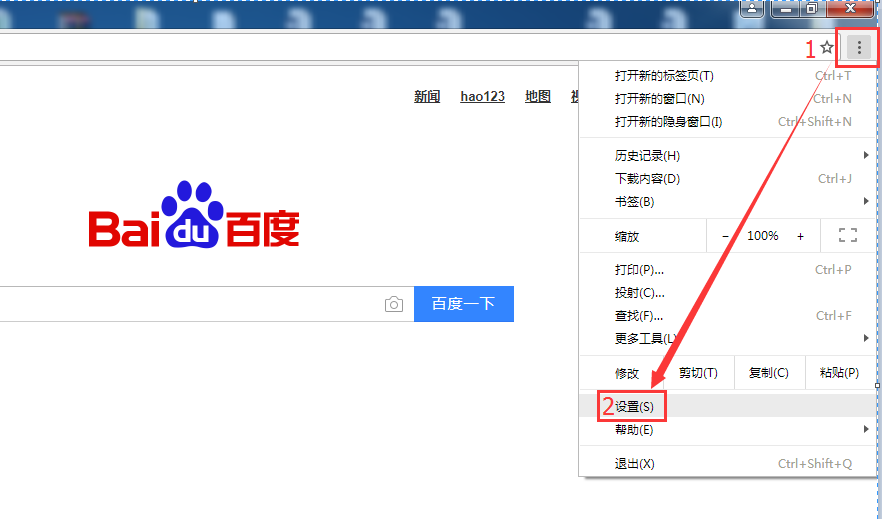 1
新闻 hao123 地图
Bai du 百度
百度一下
打开新的标签页(T) Ctrl+T
打开新的窗口(N) Ctrl+N
打开新的隐身窗口(I) Ctrl+Shift+N
历史记录(H)
下载内容(D) Ctrl+J
书签(B)
缩放 − 100% +
打印(P)... Ctrl+P
投射(C)...
查找(F)... Ctrl+F
更多工具(L)
修改 剪切(T) 复制(C) 粘贴(P)
2 设置(S)
帮助(E)
退出(X) Ctrl+Shift+Q